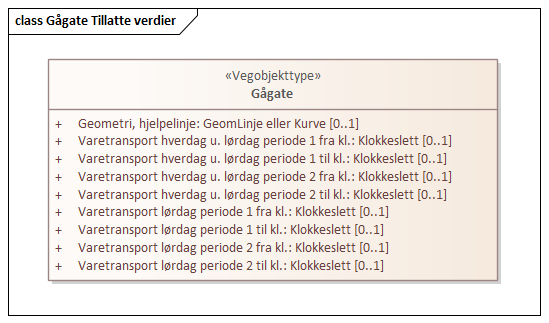 class Gågate Tillatte verdier
«Vegobjekttype»
Gågate
+ Geometri, hjelpelinje: GeomLinje eller Kurve [0..1]
+ Varetransport hverdag u. lørdag periode 1 fra kl.: Klokkeslett [0..1]
+ Varetransport hverdag u. lørdag periode 1 til kl.: Klokkeslett [0..1]
+ Varetransport hverdag u. lørdag periode 2 fra kl.: Klokkeslett [0..1]
+ Varetransport hverdag u. lørdag periode 2 til kl.: Klokkeslett [0..1]
+ Varetransport lørdag periode 1 fra kl.: Klokkeslett [0..1]
+ Varetransport lørdag periode 1 til kl.: Klokkeslett [0..1]
+ Varetransport lørdag periode 2 fra kl.: Klokkeslett [0..1]
+ Varetransport lørdag periode 2 til kl.: Klokkeslett [0..1]